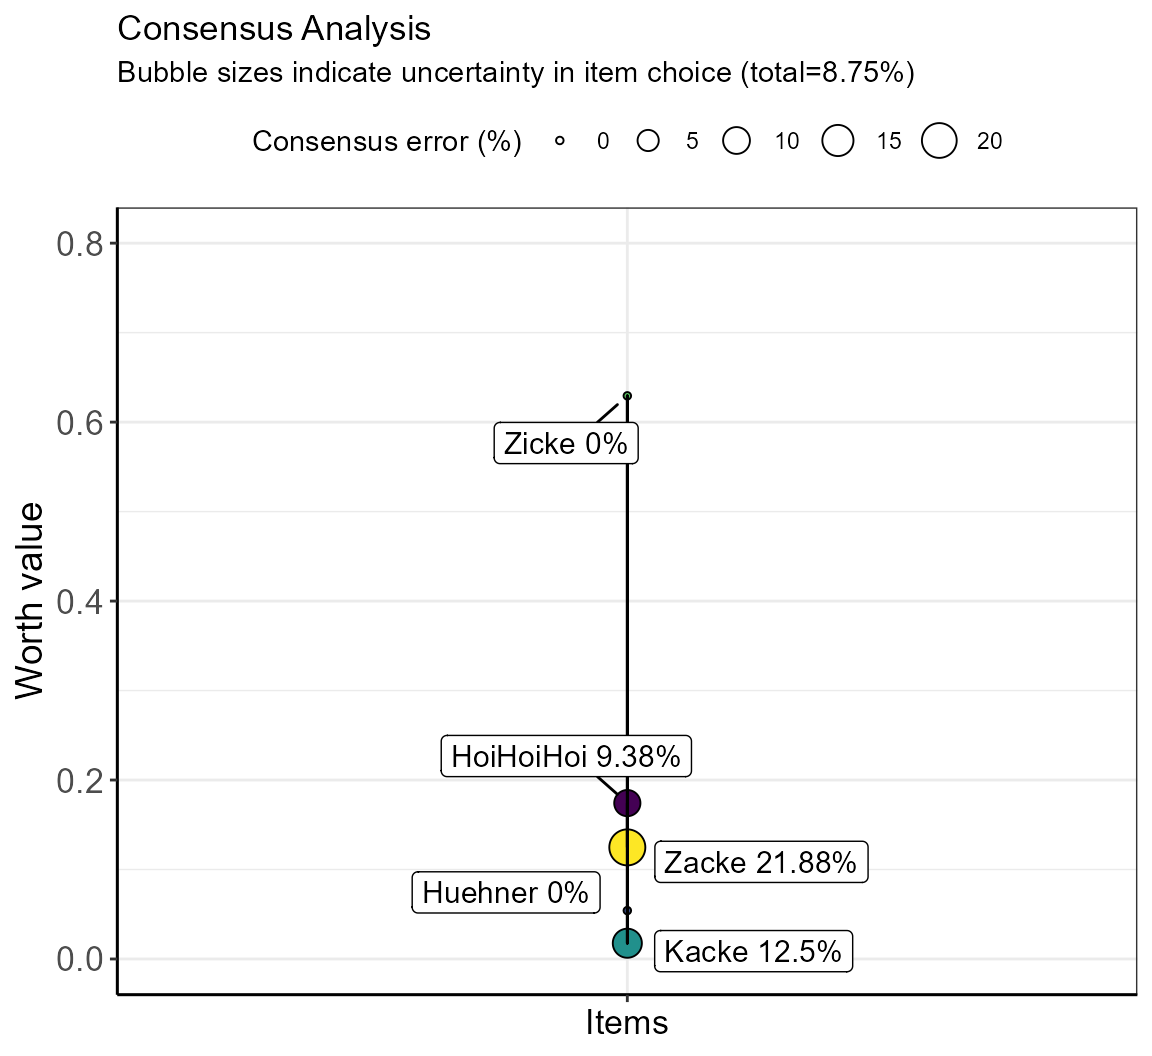 Consensus Analysis
Bubble sizes indicate uncertainty in item choice (total=8.75%)
Consensus error (%) 0 5 10 15 20
0.8
0.6
Zicke 0%
Worth value
0.4
HoiHoiHoi 9.38%
0.2
Zacke 21.88%
Huehner 0%
Kacke 12.5%
0.0
Items